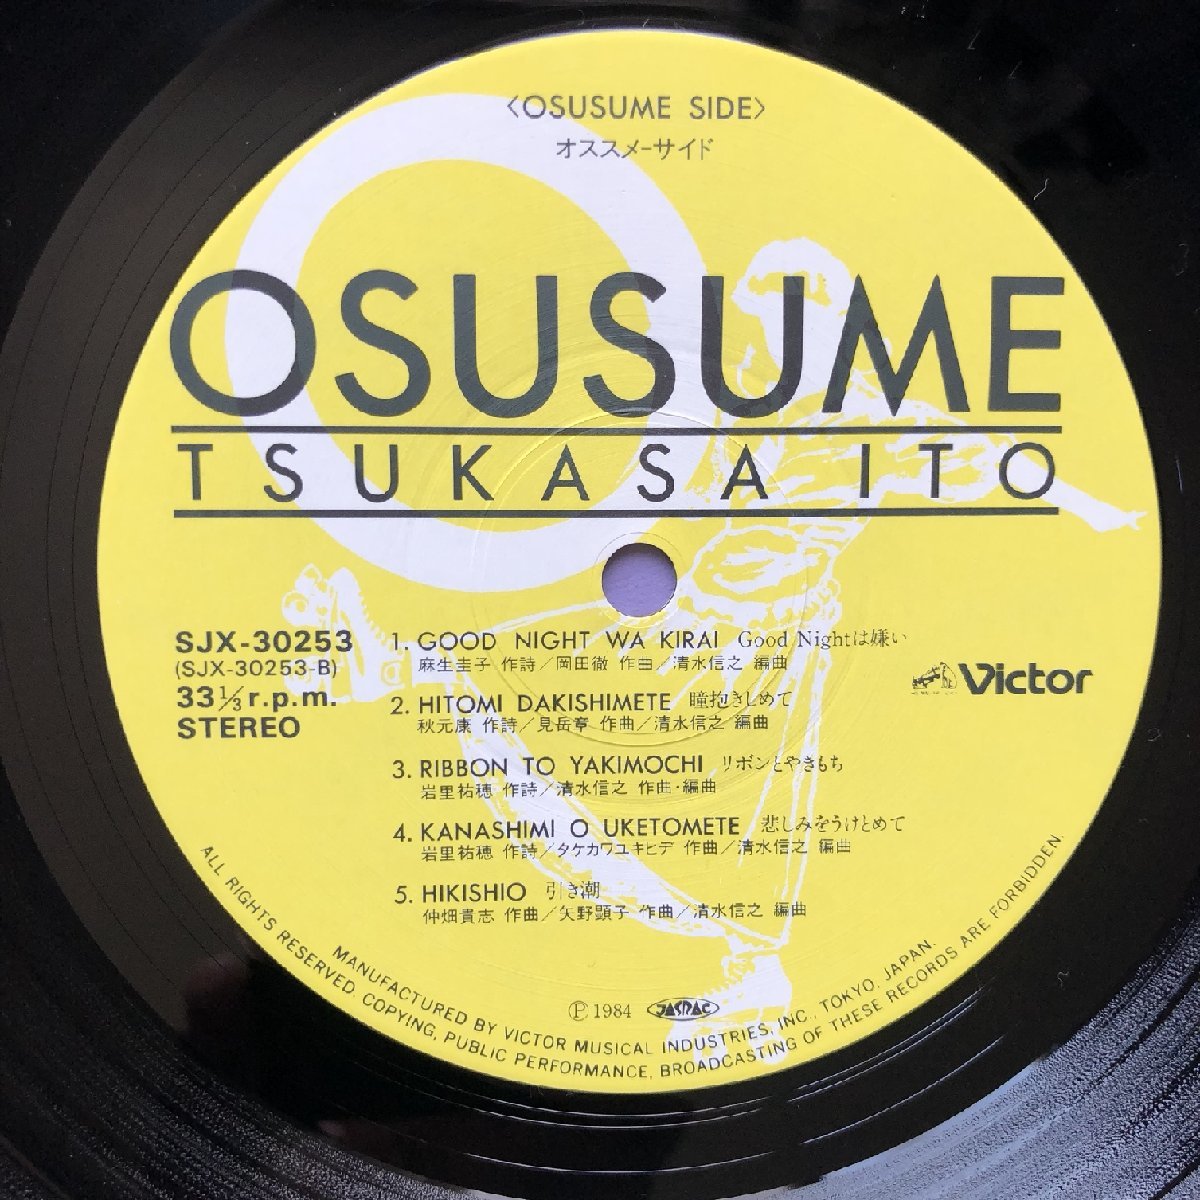 〈OSUSUME SIDE〉
オススメーサイド
OSUSUME
TSUKASA ITO
SJX-30253
(SJX-30253-B)
33⅓ r.p.m.
STEREO
1. GOOD NIGHT WA KIRAI Good Nightは嫌い
麻生圭子 作詩/岡田徹 作曲/清水信之 編曲
2. HITOMI DAKISHIMETE 瞳抱きしめて
秋元康 作詩/見岳章 作曲/清水信之 編曲
3. RIBBON TO YAKIMOCHI リボンとやきもち
岩里祐穂 作詩/清水信之 作曲・編曲
4. KANASHIMI O UKETOMETE 悲しみをうけとめて
岩里祐穂 作詩/タケカワユキヒデ 作曲/清水信之 編曲
5. HIKISHIO 引き潮
仲畑貴志 作曲/矢野顕子 作曲/清水信之 編曲
Victor
Ⓟ1984 JASRAC
MANUFACTURED BY VICTOR MUSICAL INDUSTRIES, INC., TOKYO, JAPAN.
ALL RIGHTS RESERVED. COPYING, PUBLIC PERFORMANCE, BROADCASTING OF THESE RECORDS ARE FORBIDDEN.